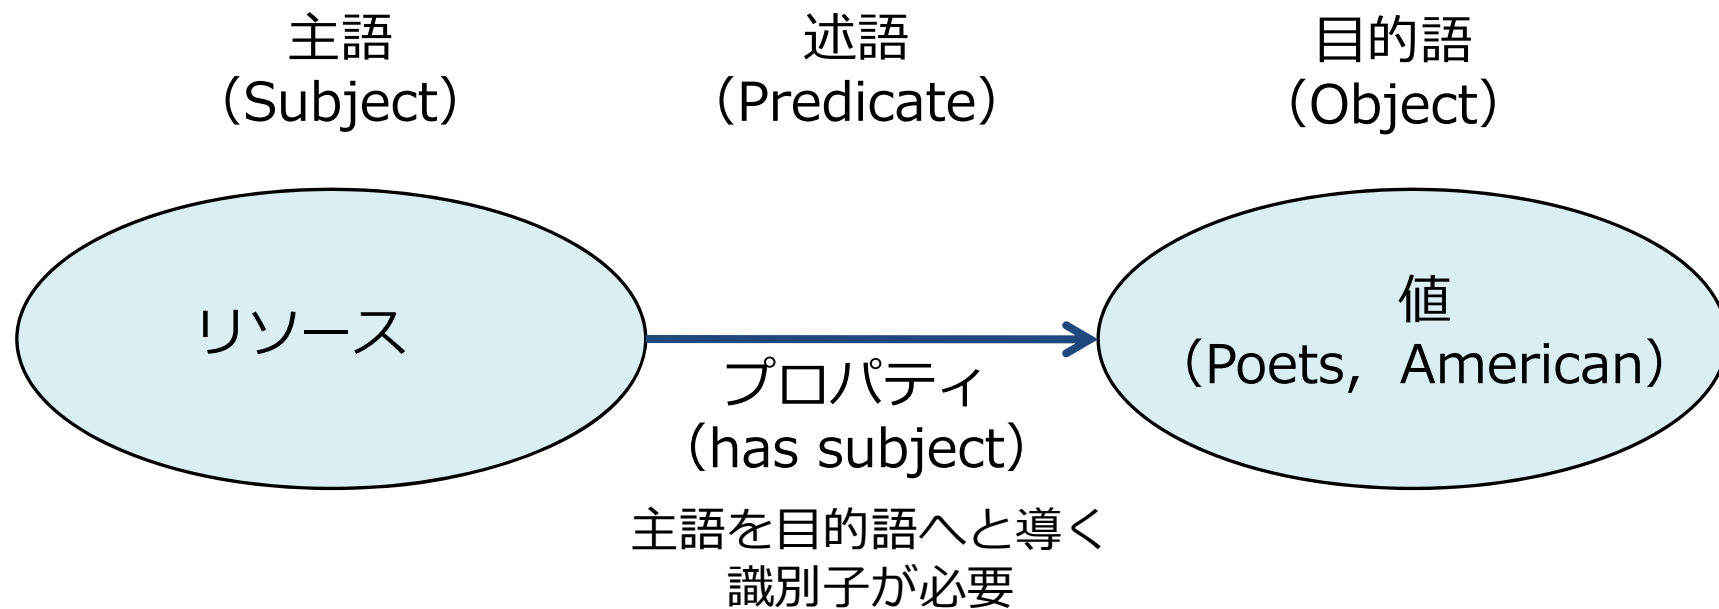 主語
（Subject）
述語
（Predicate）
目的語
（Object）
リソース
プロパティ
（has subject）
主語を目的語へと導く
識別子が必要
値
（Poets, American）